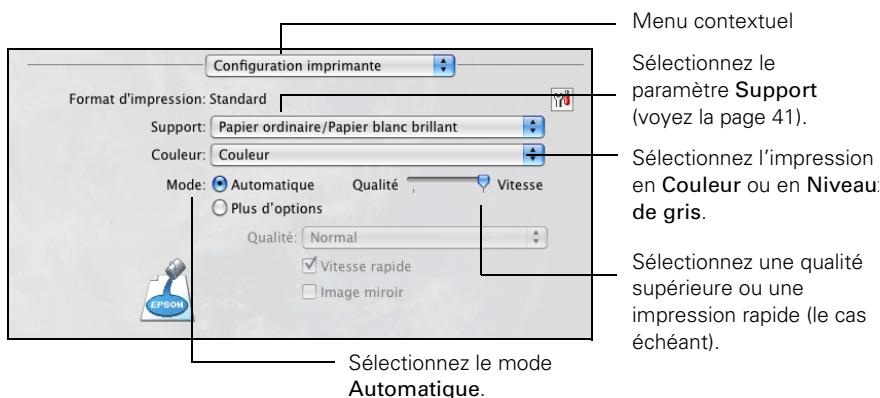 Menu contextuel
Configuration imprimante
Sélectionnez le
paramètre Support
(voyez la page 41).
Format d'impression: Standard
Support: Papier ordinaire/Papier blanc brillant
Couleur: Couleur
Sélectionnez l'impression
en Couleur ou en Niveaux
de gris.
Mode: Automatique Qualité Vitesse
Plus d'options
Qualité: Normal
Vitesse rapide
Image miroir
EPSON
Sélectionnez une qualité
supérieure ou une
impression rapide (le cas
échéant).
Sélectionnez le mode
Automatique.